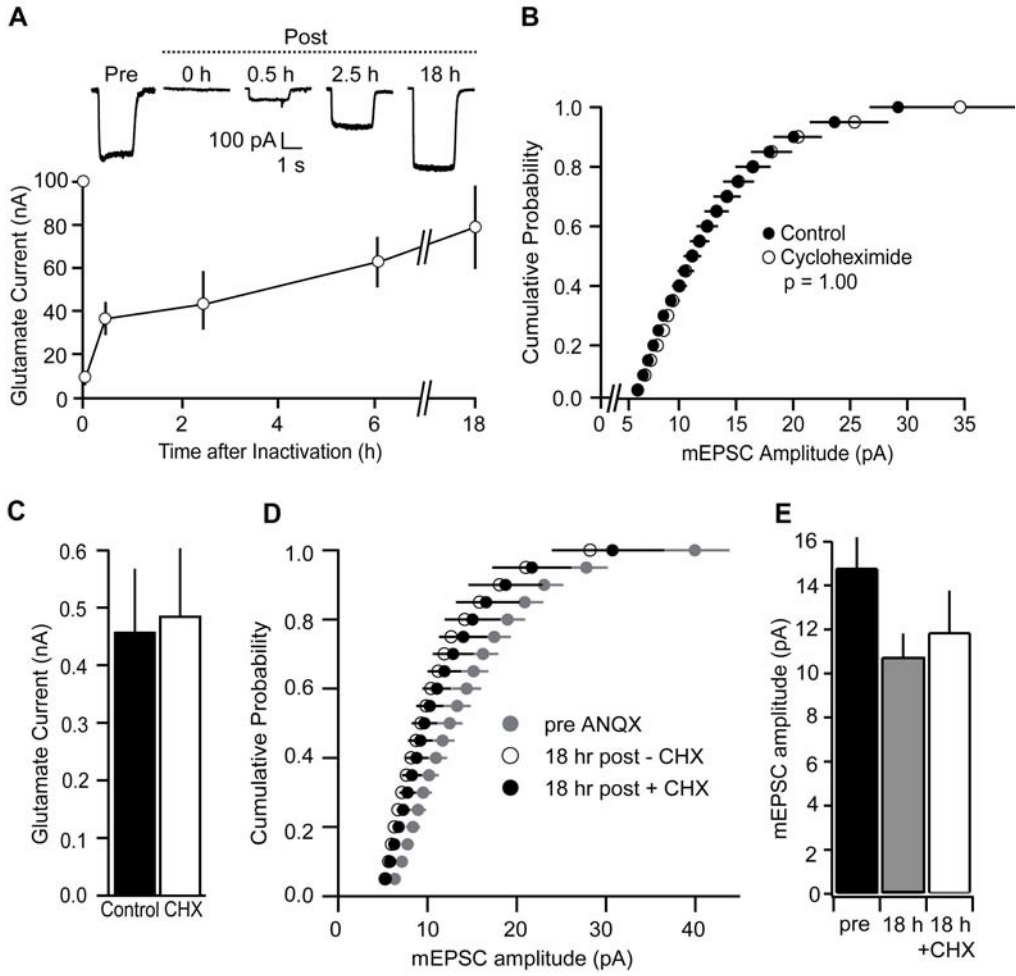 A
Post
Pre 0 h 0.5 h 2.5 h 18 h
100 pA
1 s
Glutamate Current (nA)
100
80
60
40
20
0
0 2 4 6 18
Time after Inactivation (h)
B
Cumulative Probability
1.0
0.8
0.6
0.4
0.2
0.0
Control
Cycloheximide
p = 1.00
0 5 10 15 20 25 30 35
mEPSC Amplitude (pA)
C
Glutamate Current (nA)
0.6
0.5
0.4
0.3
0.2
0.1
0.0
Control CHX
D
Cumulative Probability
1.0
0.8
0.6
0.4
0.2
0.0
pre ANQX
18 hr post - CHX
18 hr post + CHX
0 10 20 30 40
mEPSC amplitude (pA)
E
mEPSC amplitude (pA)
16
14
12
10
8
6
4
2
0
pre 18 h 18 h
+CHX